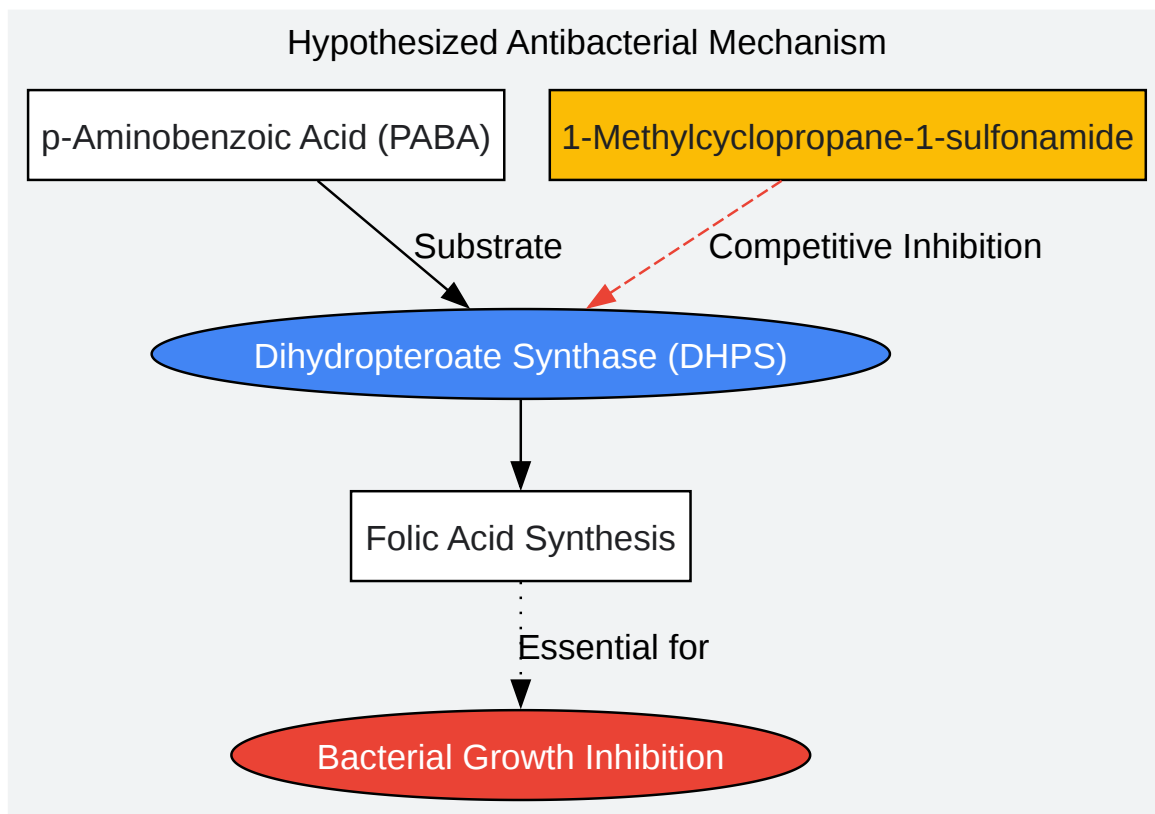 Hypothesized Antibacterial Mechanism
p-Aminobenzoic Acid (PABA)
1-Methylcyclopropane-1-sulfonamide
Substrate
Competitive Inhibition
Dihydropteroate Synthase (DHPS)
Folic Acid Synthesis
Essential for
Bacterial Growth Inhibition